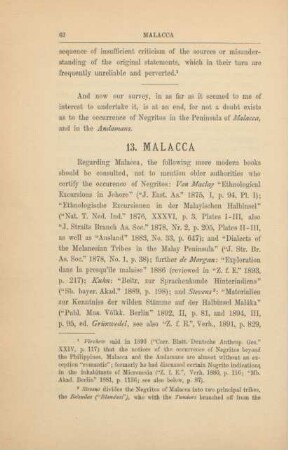 62 MALACCA
sequence of insufficient criticism of the sources or misunder-
standing of the original statements, which in their turn are
frequently unreliable and perverted.¹
And now our survey, in as far as it seemed to me of
interest to undertake it, is at an end, for not a doubt exists
as to the occurrence of Negritos in the Peninsula of Malacca,
and in the Andamans.
13. MALACCA
Regarding Malacca, the following more modern books
should be consulted, not to mention older authorities who
certify the occurrence of Negritos: Von Maclay "Ethnological
Excursions in Johore" ("J. East. As." 1875, I, p. 94, Pl. I);
"Ethnologische Excursionen in der Malayischen Halbinsel"
("Nat. T. Ned. Ind." 1876, XXXVI, p. 3, Plates I-III, also
"J. Straits Branch As. Soc." 1878, Nr. 2, p. 205, Plates II-III,
as well as "Ausland" 1883, No. 33, p. 647); and "Dialects of
the Melanesian Tribes in the Malay Peninsula" ("J. Str. Br.
As. Soc." 1878, No. 1, p. 38); further de Morgan: "Exploration
dans la presqu'île malaise" 1886 (reviewed in "Z. f. E." 1893,
p. 217); Kuhn: "Beitr. zur Sprachenkunde Hinterindiens"
("Sb. bayer. Akad." 1889, p. 198); and Stevens²: "Materialien
zur Kenntniss der wilden Stämme auf der Halbinsel Malâka"
("Publ. Mus. Völkk. Berlin" 1892, II, p. 81, and 1894, III,
p. 95, ed. Grünwedel, see also "Z. f. E.", Verh., 1891, p. 829,
¹ Virchow said in 1893 ("Corr. Blatt. Deutsche Anthrop. Ges."
XXIV, p. 117) that the notices of the occurrence of Negritos beyond
the Philippines, Malacca and the Andamans are almost without an exception
"romantic"; formerly he had discussed certain Negrito intimations
in the Inhabitants of Micronesia ("Z. f. E.", Verh. 1880, p. 116; "Mb.
Akad. Berlin" 1881, p. 1156; see also below, p. 87).
² Stevens divides the Negritos of Malacca into two principal tribes,
the Belendas ("Blandass"), who with the Tumiors branched off from the